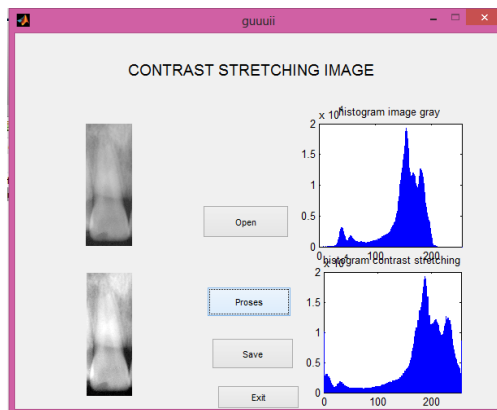 guuuii
CONTRAST STRETCHING IMAGE
histogram image gray
2
1.5
1
0.5
0
0
100
200
Open
histogram contrast stretching
2
1.5
1
0.5
0
0
100
200
Proses
Save
Exit